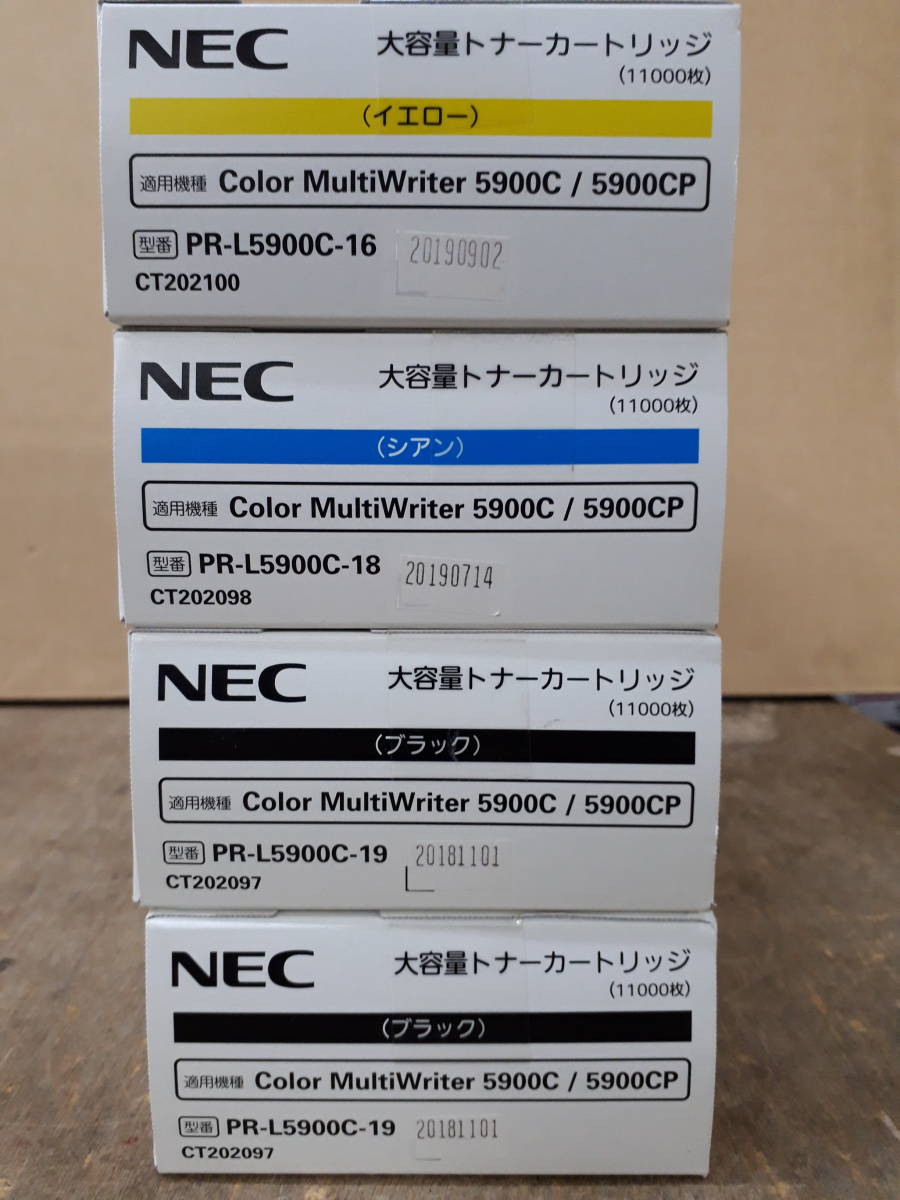 NEC 大容量トナーカートリッジ
(11000枚)
(イエロー)
適用機種 Color MultiWriter 5900C / 5900CP
型番 PR-L5900C-16 20190902
CT202100
NEC 大容量トナーカートリッジ
(11000枚)
(シアン)
適用機種 Color MultiWriter 5900C / 5900CP
型番 PR-L5900C-18 20190714
CT202098
NEC 大容量トナーカートリッジ
(11000枚)
(ブラック)
適用機種 Color MultiWriter 5900C / 5900CP
型番 PR-L5900C-19 20181101
CT202097
NEC 大容量トナーカートリッジ
(11000枚)
(ブラック)
適用機種 Color MultiWriter 5900C / 5900CP
型番 PR-L5900C-19 20181101
CT202097